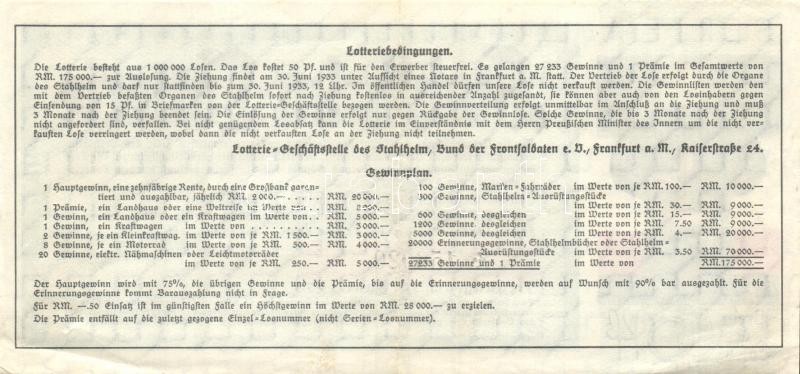 Lotteriebedingungen.
Die Lotterie besteht aus 1 000 000 Losen. Das Los kostet 50 Pf. und ist für den Erwerber steuerfrei. Es gelangen 27 233 Gewinne und 1 Prämie im Gesamtwerte von
RM. 175 000.— zur Auslosung. Die Ziehung findet am 30. Juni 1933 unter Aufsicht eines Notars in Frankfurt a. M. statt. Der Vertrieb der Lose erfolgt durch die Organe
des Stahlhelm und darf nur stattfinden bis zum 30. Juni 1933, 12 Uhr. Im öffentlichen Handel dürfen unsere Lose nicht verkauft werden. Die Gewinnlisten werden den
mit dem Vertrieb befaßten Organen des Stahlhelm sofort nach Ziehung kostenlos in ausreichender Anzahl zugesandt, sie können aber auch von den Losinhabern gegen
Einsendung von 15 Pf. in Briefmarken von der Lotterie=Geschäftsstelle bezogen werden. Die Gewinnverteilung erfolgt unmittelbar im Anschluß an die Ziehung und muß
3 Monate nach der Ziehung beendet sein. Die Einlösung der Gewinne erfolgt nur gegen Rückgabe der Gewinnlose. Solche Gewinne, die bis 3 Monate nach der Ziehung
nicht angefordert sind, verfallen. Bei nicht genügendem Losabsatz kann die Lotterie im Einverständnis mit dem Herrn Preußischen Minister des Innern um die nicht ver=
kauften Lose verringert werden, wobei dann die nicht verkauften Lose an der Ziehung nicht teilnehmen.
Lotterie=Geschäftsstelle des Stahlhelm, Bund der Frontsoldaten e. V., Frankfurt a. M., Kaiserstraße 24.
Gewinnplan.
1 Hauptgewinn, eine zehnjährige Rente, durch eine Großbank garan=
tiert und ausgezahlbar, jährlich RM. 2 000.— . . . RM. 20 000.—
1 Prämie, ein Landhaus oder eine Weltreise im Werte von . . RM. 8 000.—
1 Gewinn, ein Landhaus oder ein Kraftwagen im Werte von . RM. 5 000.—
1 Gewinn, ein Kraftwagen im Werte von . . . . . . . . RM. 3 000.—
2 Gewinne, je ein Kleinkraftwag. im Werte je RM. 1 500.— RM. 3 000.—
8 Gewinne, je ein Motorrad im Werte von je RM. 500.— RM. 4 000.—
20 Gewinne, elektr. Nähmaschinen oder Leichtmotorräder
im Werte von je RM. 250.— RM. 5 000.—
100 Gewinne, Marken=Fahrräder im Werte von je RM. 100.— RM. 10 000.—
300 Gewinne, Stahlhelm=Ausrüstungsstücke
im Werte von je RM. 30.— RM. 9 000.—
600 Gewinne, desgleichen im Werte von je RM. 15.— RM. 9 000.—
1200 Gewinne, desgleichen im Werte von je RM. 7.50 RM. 9 000.—
5000 Gewinne, desgleichen im Werte von je RM. 4.— RM. 20 000.—
20000 Erinnerungsgewinne, Stahlhelmbücher oder Stahlhelm=
Ausrüstungsstücke im Werte von je RM. 3.50 RM. 70 000.—
27233 Gewinne und 1 Prämie im Werte von RM. 175 000.—
Der Hauptgewinn wird mit 75%, die übrigen Gewinne und die Prämie, bis auf die Erinnerungsgewinne, werden auf Wunsch mit 90% bar ausgezahlt. Für die
Erinnerungsgewinne kommt Barauszahlung nicht in Frage.
Für RM. —.50 Einsatz ist im günstigsten Falle ein Höchstgewinn im Werte von RM. 28 000.— zu erzielen.
Die Prämie entfällt auf die zuletzt gezogene Einzel=Losnummer (nicht Serien=Losnummer).